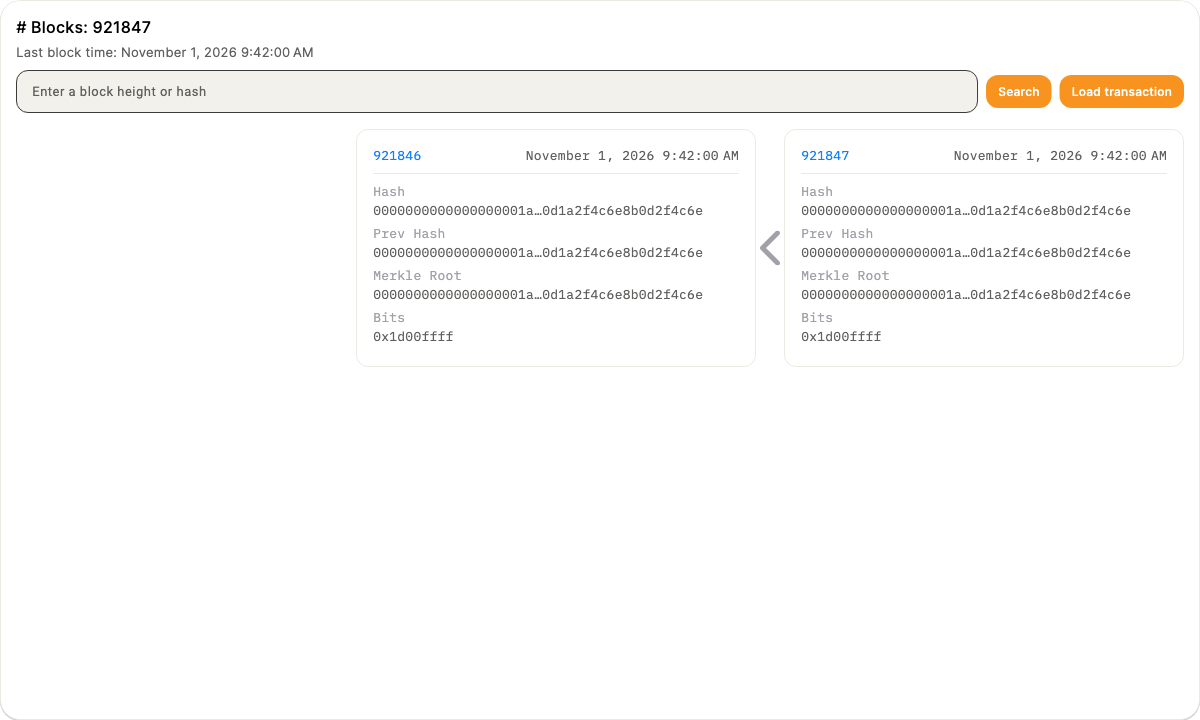 # Blocks: 921847
Last block time: November 1, 2026 9:42:00 AM
Enter a block height or hash
Search
Load transaction
921846 November 1, 2026 9:42:00 AM
Hash
0000000000000000001a…0d1a2f4c6e8b0d2f4c6e
Prev Hash
0000000000000000001a…0d1a2f4c6e8b0d2f4c6e
Merkle Root
0000000000000000001a…0d1a2f4c6e8b0d2f4c6e
Bits
0x1d00ffff
921847 November 1, 2026 9:42:00 AM
Hash
0000000000000000001a…0d1a2f4c6e8b0d2f4c6e
Prev Hash
0000000000000000001a…0d1a2f4c6e8b0d2f4c6e
Merkle Root
0000000000000000001a…0d1a2f4c6e8b0d2f4c6e
Bits
0x1d00ffff